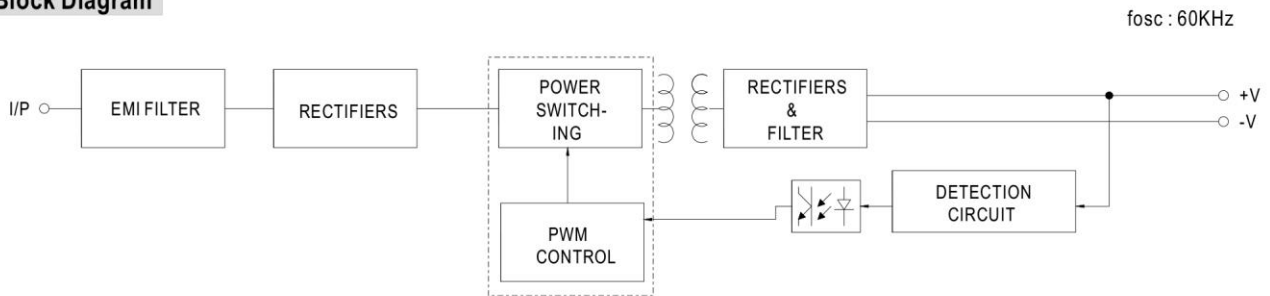 Block Diagram
fosc : 60KHz
I/P
EMI FILTER
RECTIFIERS
POWER
SWITCH-
ING
RECTIFIERS
&
FILTER
+V
-V
DETECTION
CIRCUIT
PWM
CONTROL